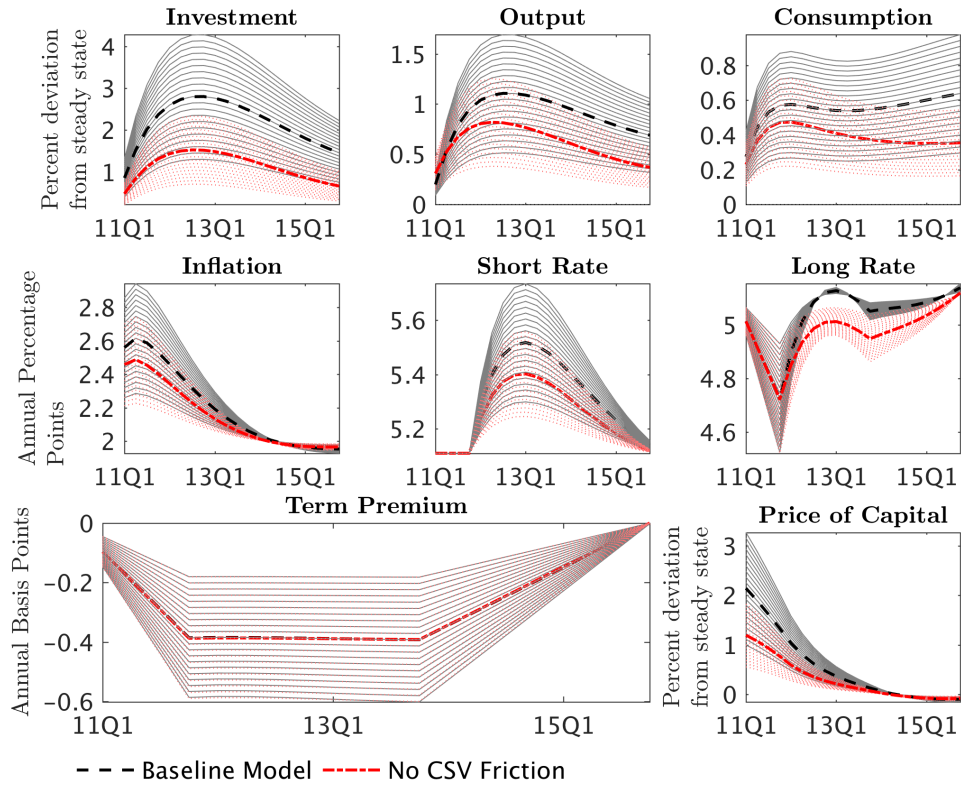 Investment
Output
Consumption
Percent deviation
from steady state
4
3
2
1
1.5
1
0.5
0
0.8
0.6
0.4
0.2
0
11Q1
13Q1
15Q1
11Q1
13Q1
15Q1
11Q1
13Q1
15Q1
Inflation
Short Rate
Long Rate
Annual Percentage
Points
2.8
2.6
2.4
2.2
2
5.6
5.4
5.2
5
4.8
4.6
11Q1
13Q1
15Q1
11Q1
13Q1
15Q1
11Q1
13Q1
15Q1
Term Premium
Price of Capital
Annual Basis Points
0
-0.2
-0.4
-0.6
Percent deviation
from steady state
3
2
1
0
11Q1
13Q1
15Q1
11Q1
13Q1
15Q1
Baseline Model
No CSV Friction